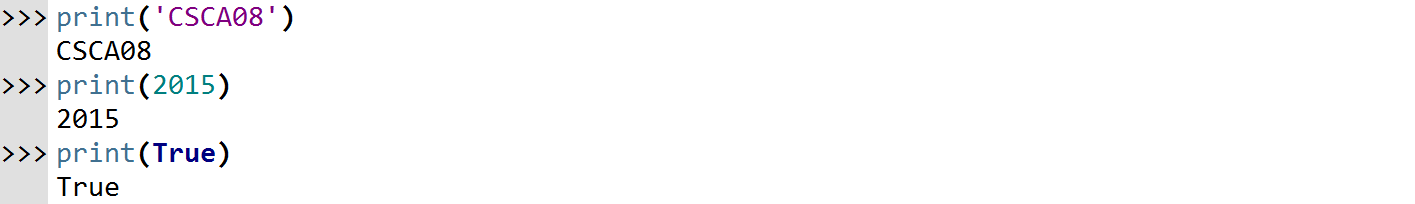 >>> print('CSCA08')
CSCA08
>>> print(2015)
2015
>>> print(True)
True